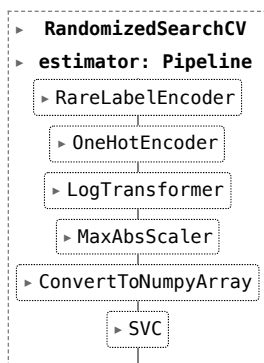 RandomizedSearchCV
estimator: Pipeline
RareLabelEncoder
OneHotEncoder
LogTransformer
MaxAbsScaler
ConvertToNumpyArray
SVC